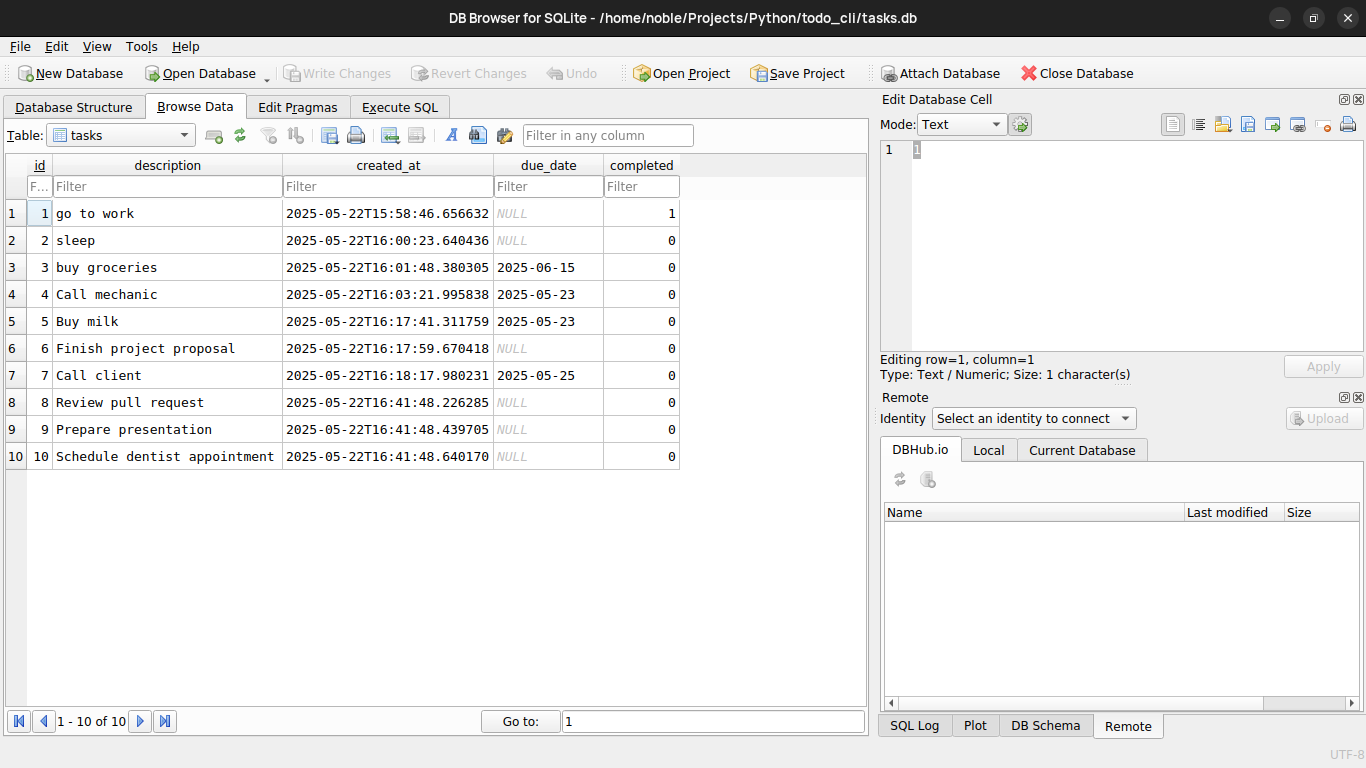 DB Browser for SQLite - /home/noble/Projects/Python/todo_cli/tasks.db
File Edit View Tools Help
New Database Open Database Write Changes Revert Changes Undo Open Project Save Project Attach Database Close Database
Database Structure Browse Data Edit Pragmas Execute SQL
Table: tasks Filter in any column
id description created_at due_date completed
F... Filter Filter Filter Filter
1 1 go to work 2025-05-22T15:58:46.656632 NULL 1
2 2 sleep 2025-05-22T16:00:23.640436 NULL 0
3 3 buy groceries 2025-05-22T16:01:48.380305 2025-06-15 0
4 4 Call mechanic 2025-05-22T16:03:21.995838 2025-05-23 0
5 5 Buy milk 2025-05-22T16:17:41.311759 2025-05-23 0
6 6 Finish project proposal 2025-05-22T16:17:59.670418 NULL 0
7 7 Call client 2025-05-22T16:18:17.980231 2025-05-25 0
8 8 Review pull request 2025-05-22T16:41:48.226285 NULL 0
9 9 Prepare presentation 2025-05-22T16:41:48.439705 NULL 0
10 10 Schedule dentist appointment 2025-05-22T16:41:48.640170 NULL 0
1 - 10 of 10 Go to: 1
Edit Database Cell
Mode: Text
1 1
Editing row=1, column=1
Type: Text / Numeric; Size: 1 character(s)
Apply
Remote
Identity Select an identity to connect Upload
DBHub.io Local Current Database
Name Last modified Size
SQL Log Plot DB Schema Remote
UTF-8